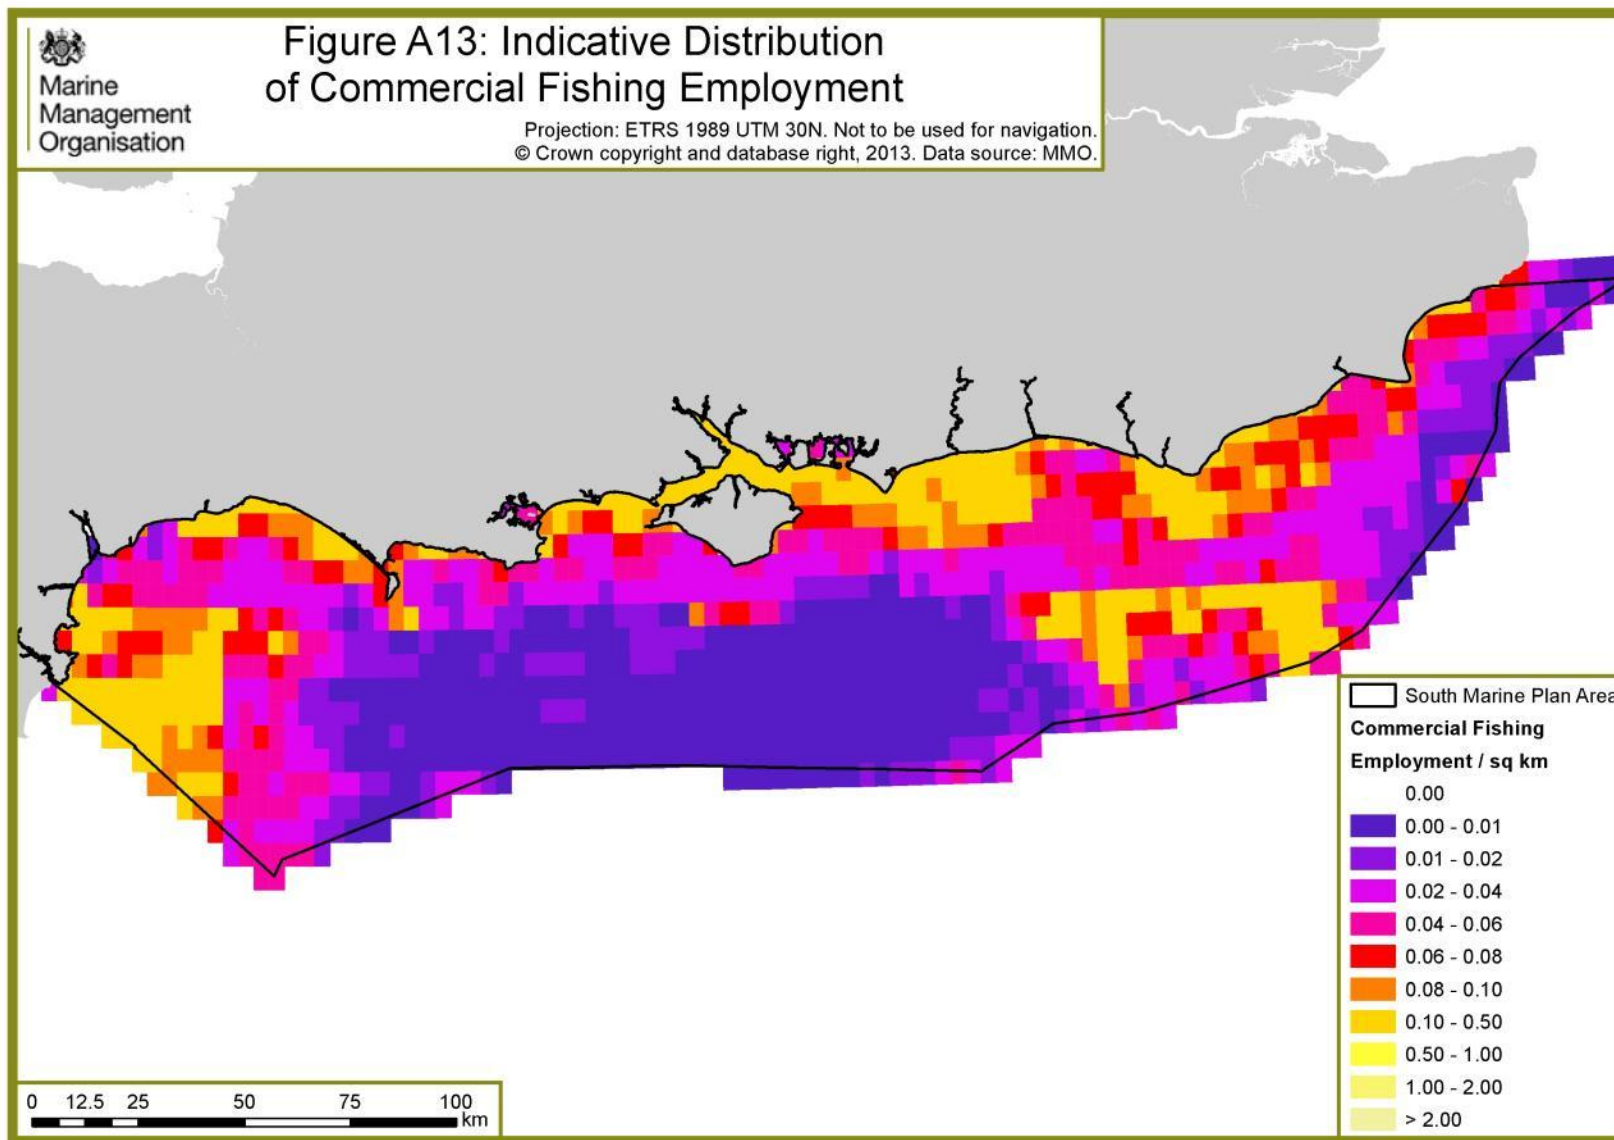 Marine
Management
Organisation
Figure A13: Indicative Distribution
of Commercial Fishing Employment
Projection: ETRS 1989 UTM 30N. Not to be used for navigation.
© Crown copyright and database right, 2013. Data source: MMO.
South Marine Plan Area
Commercial Fishing
Employment / sq km
0.00
0.00 - 0.01
0.01 - 0.02
0.02 - 0.04
0.04 - 0.06
0.06 - 0.08
0.08 - 0.10
0.10 - 0.50
0.50 - 1.00
1.00 - 2.00
> 2.00
0 12.5 25 50 75 100
km